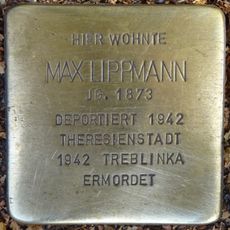 HIER WOHNTE
MAX LIPPMANN
JG. 1873
DEPORTIERT 1942
THERESIENSTADT
1942 TREBLINKA
ERMORDET